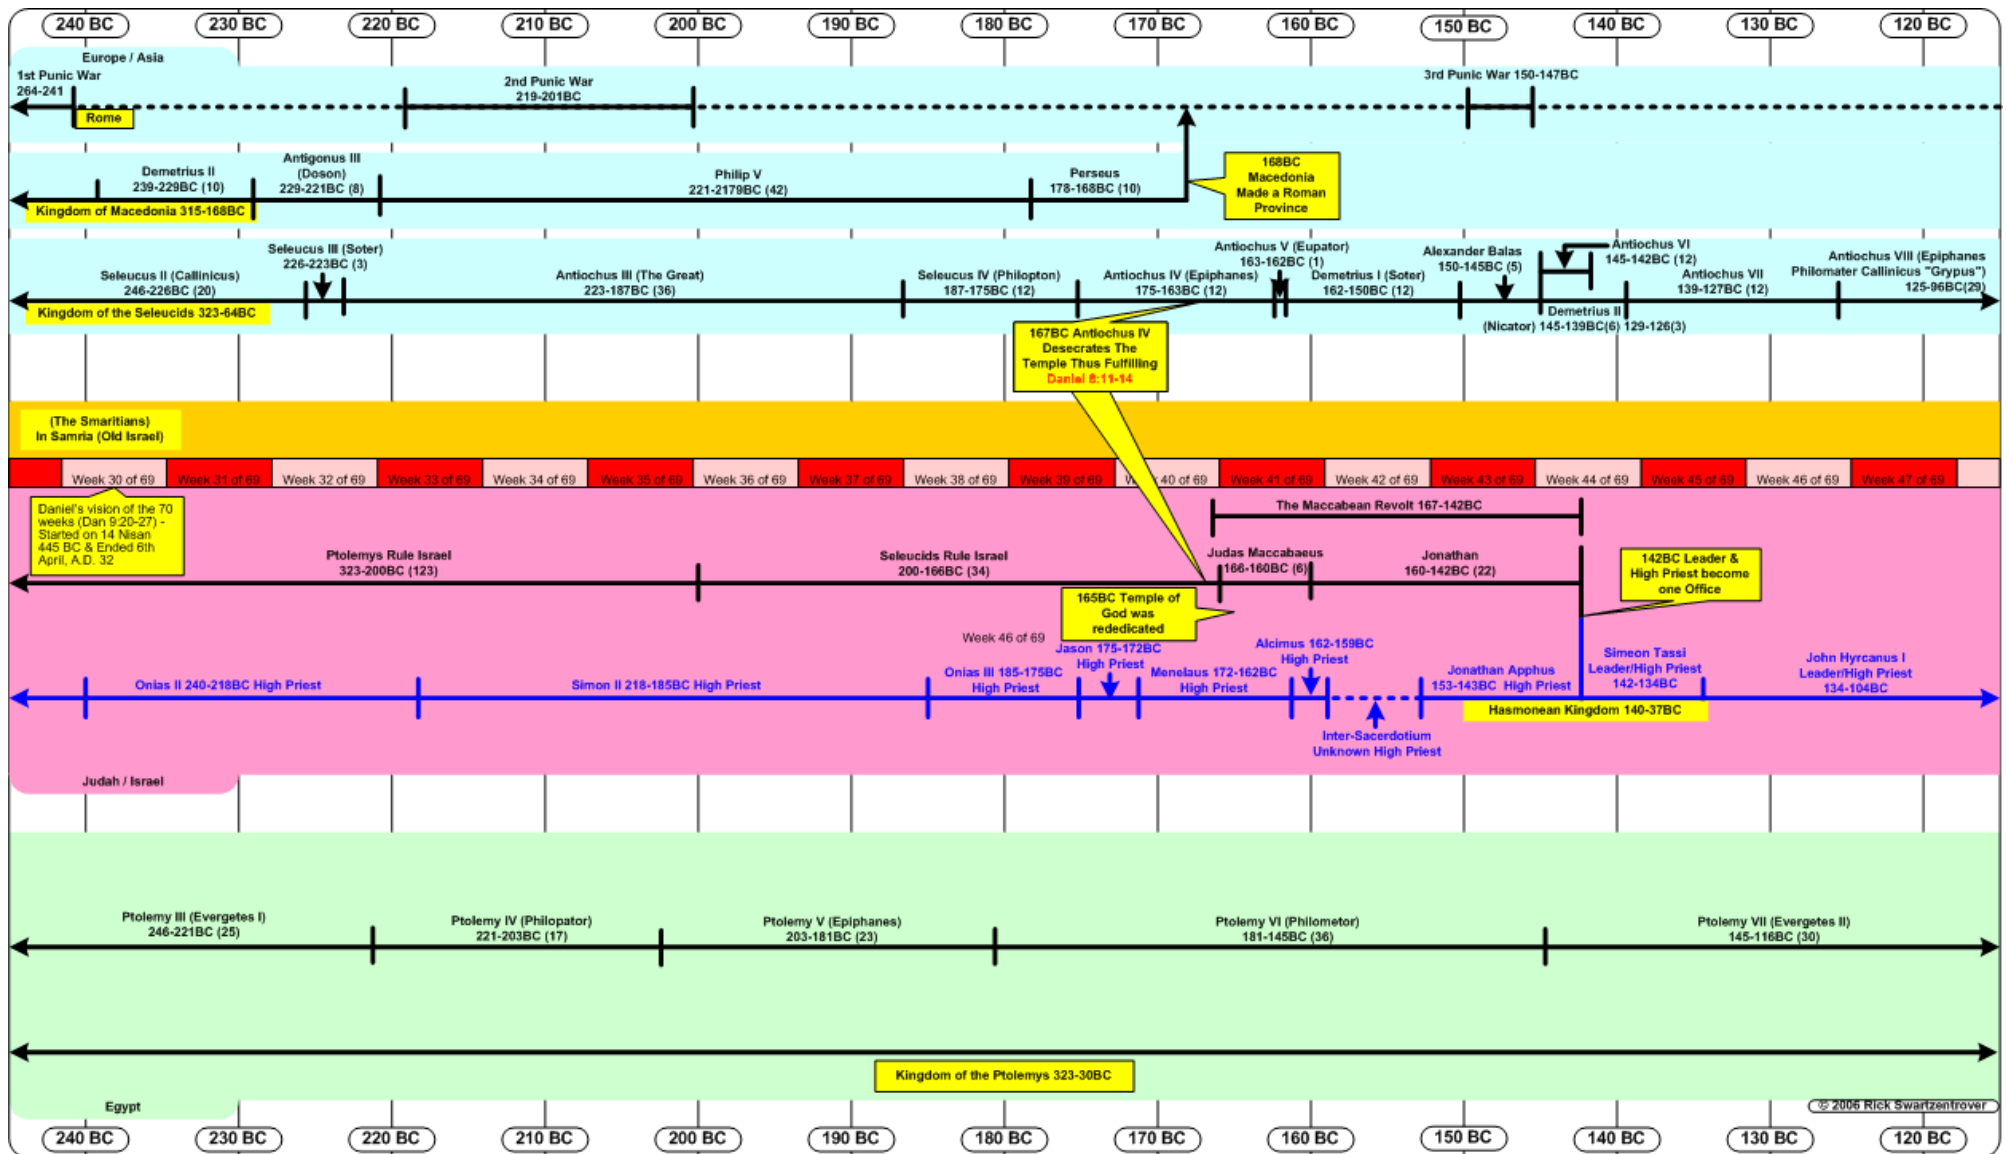 240 BC
230 BC
220 BC
210 BC
200 BC
190 BC
180 BC
170 BC
160 BC
150 BC
140 BC
130 BC
120 BC
Europe / Asia
1st Punic War
264-241
Rome
2nd Punic War
219-201BC
3rd Punic War 150-147BC
Demetrius II
239-229BC (10)
Antigonus III
(Doson)
229-221BC (8)
Philip V
221-2179BC (42)
Perseus
178-168BC (10)
168BC
Macedonia
Made a Roman
Province
Kingdom of Macedonia 315-168BC
Seleucus II (Callinicus)
246-226BC (20)
Seleucus III (Soter)
226-223BC (3)
Antiochus III (The Great)
223-187BC (36)
Seleucus IV (Philopton)
187-175BC (12)
Antiochus IV (Epiphanes)
175-163BC (12)
Antiochus V (Eupator)
163-162BC (1)
Demetrius I (Soter)
162-150BC (12)
Alexander Balas
150-145BC (5)
Antiochus VI
145-142BC (12)
Demetrius II
(Nicator) 145-139BC(6) 129-126(3)
Antiochus VII
139-127BC (12)
Antiochus VIII (Epiphanes
Philomater Callinicus "Grypus")
125-96BC(29)
Kingdom of the Seleucids 323-64BC
167BC Antiochus IV
Desecrates The
Temple Thus Fulfilling
Daniel 8:11-14
(The Smaritians)
In Samria (Old Israel)
Week 30 of 69
Week 31 of 69
Week 32 of 69
Week 33 of 69
Week 34 of 69
Week 35 of 69
Week 36 of 69
Week 37 of 69
Week 38 of 69
Week 39 of 69
40 of 69
Week 41 of 69
Week 42 of 69
Week 43 of 69
Week 44 of 69
Week 45 of 69
Week 46 of 69
Week 47 of 69
Daniel's vision of the 70
weeks (Dan 9:20-27) -
Started on 14 Nisan
445 BC & Ended 6th
April, A.D. 32
The Maccabean Revolt 167-142BC
Ptolemys Rule Israel
323-200BC (123)
Seleucids Rule Israel
200-166BC (34)
Judas Maccabaeus
166-160BC (6)
Jonathan
160-142BC (22)
142BC Leader &
High Priest become
one Office
165BC Temple of
God was
rededicated
Week 46 of 69
Onias II 240-218BC High Priest
Simon II 218-185BC High Priest
Onias III 185-175BC
High Priest
Jason 175-172BC
High Priest
Menelaus 172-162BC
High Priest
Alcimus 162-159BC
High Priest
Inter-Sacerdotium
Unknown High Priest
Jonathan Apphus
153-143BC High Priest
Simeon Tassi
Leader/High Priest
142-134BC
John Hyrcanus I
Leader/High Priest
134-104BC
Hasmonean Kingdom 140-37BC
Judah / Israel
Ptolemy III (Evergetes I)
246-221BC (25)
Ptolemy IV (Philopator)
221-203BC (17)
Ptolemy V (Epiphanes)
203-181BC (23)
Ptolemy VI (Philometor)
181-145BC (36)
Ptolemy VII (Evergetes II)
145-116BC (30)
Kingdom of the Ptolemys 323-30BC
Egypt
© 2006 Rick Swartzentrover
240 BC
230 BC
220 BC
210 BC
200 BC
190 BC
180 BC
170 BC
160 BC
150 BC
140 BC
130 BC
120 BC